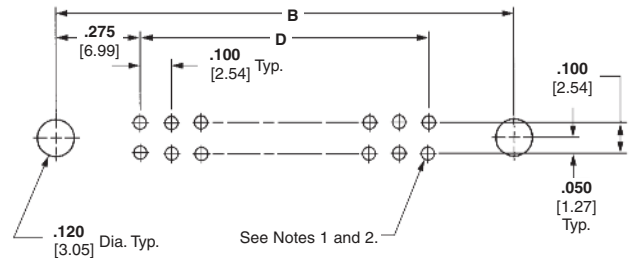 B
.275
[6.99]
D
.100
[2.54] Typ.
.100
[2.54]
.050
[1.27]
Typ.
.120
[3.05] Dia. Typ.
See Notes 1 and 2.